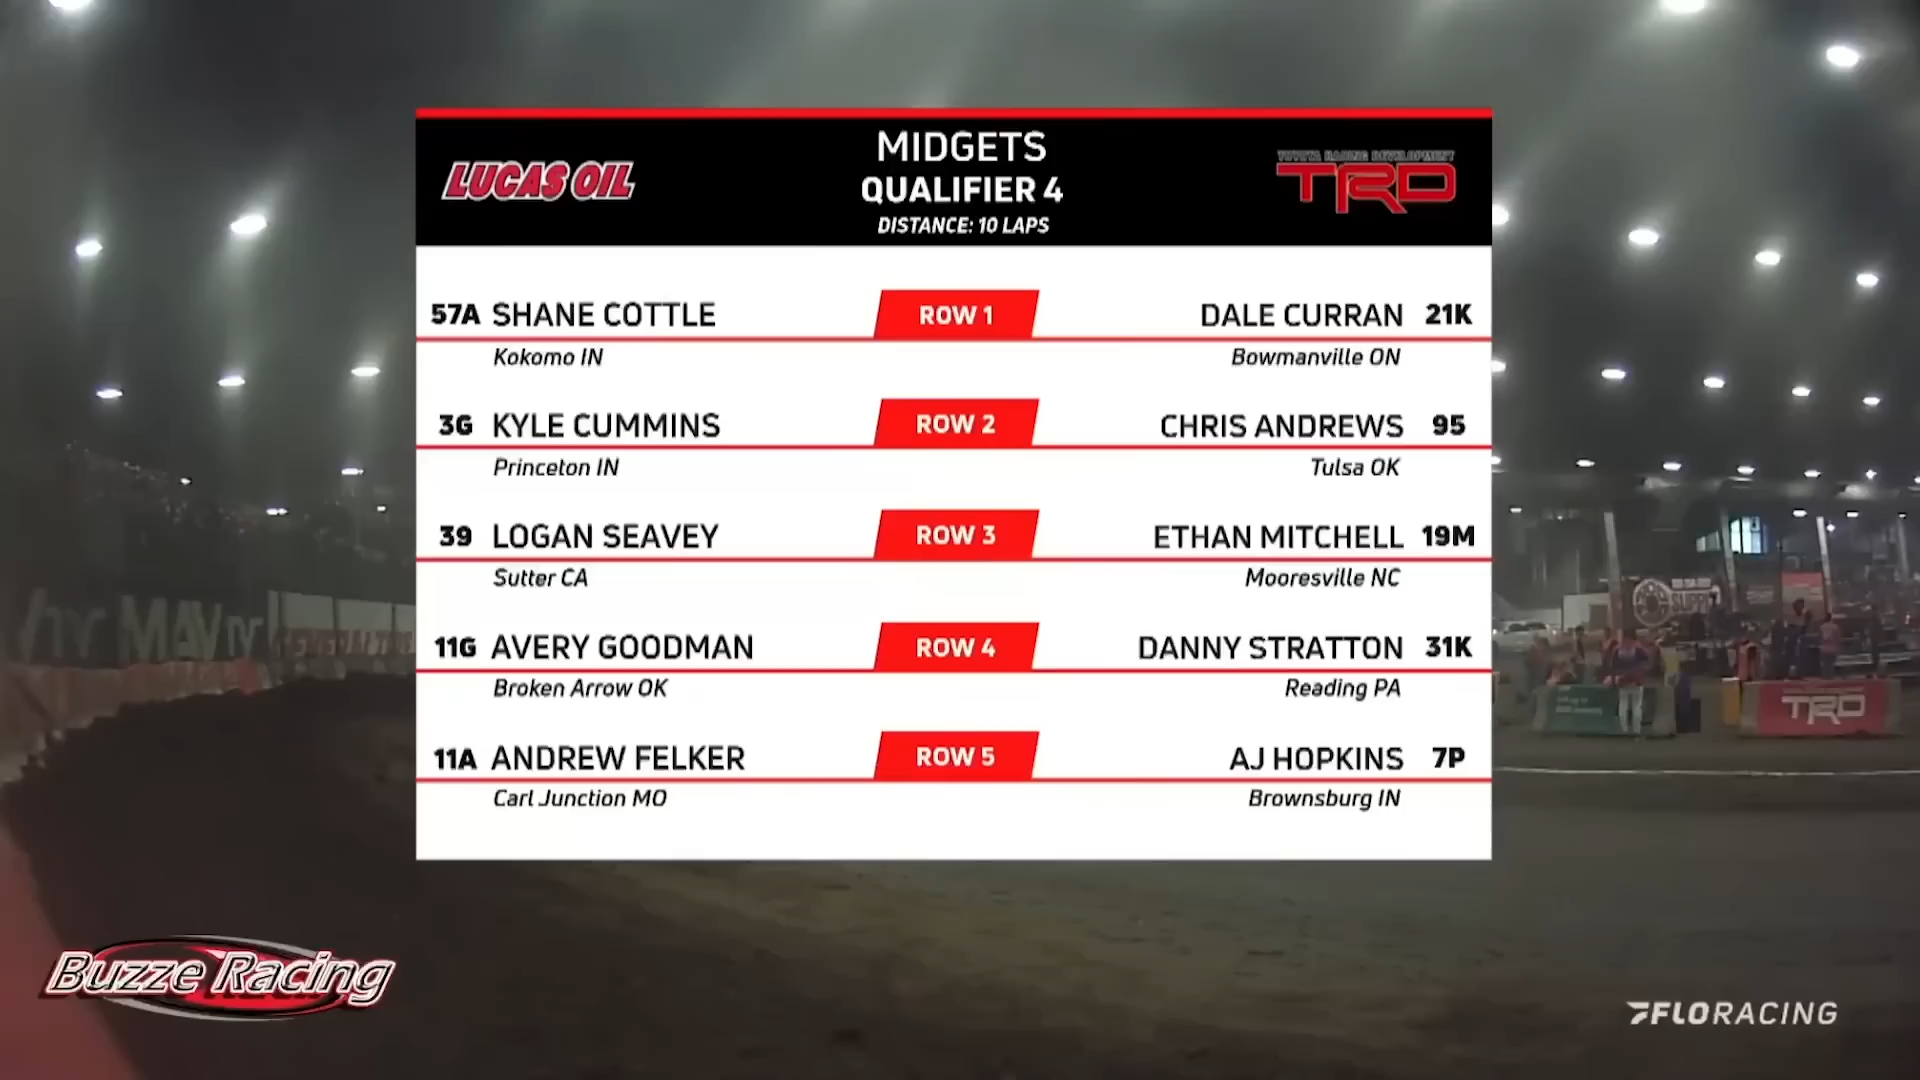 LUCAS OIL
MIDGETS
QUALIFIER 4
DISTANCE: 10 LAPS
TOYOTA RACING DEVELOPMENT
TRD
57A SHANE COTTLE ROW 1 DALE CURRAN 21K
Kokomo IN Bowmanville ON
3G KYLE CUMMINS ROW 2 CHRIS ANDREWS 95
Princeton IN Tulsa OK
39 LOGAN SEAVEY ROW 3 ETHAN MITCHELL 19M
Sutter CA Mooresville NC
11G AVERY GOODMAN ROW 4 DANNY STRATTON 31K
Broken Arrow OK Reading PA
11A ANDREW FELKER ROW 5 AJ HOPKINS 7P
Carl Junction MO Brownsburg IN
TRD
Buzze Racing
FLORACING